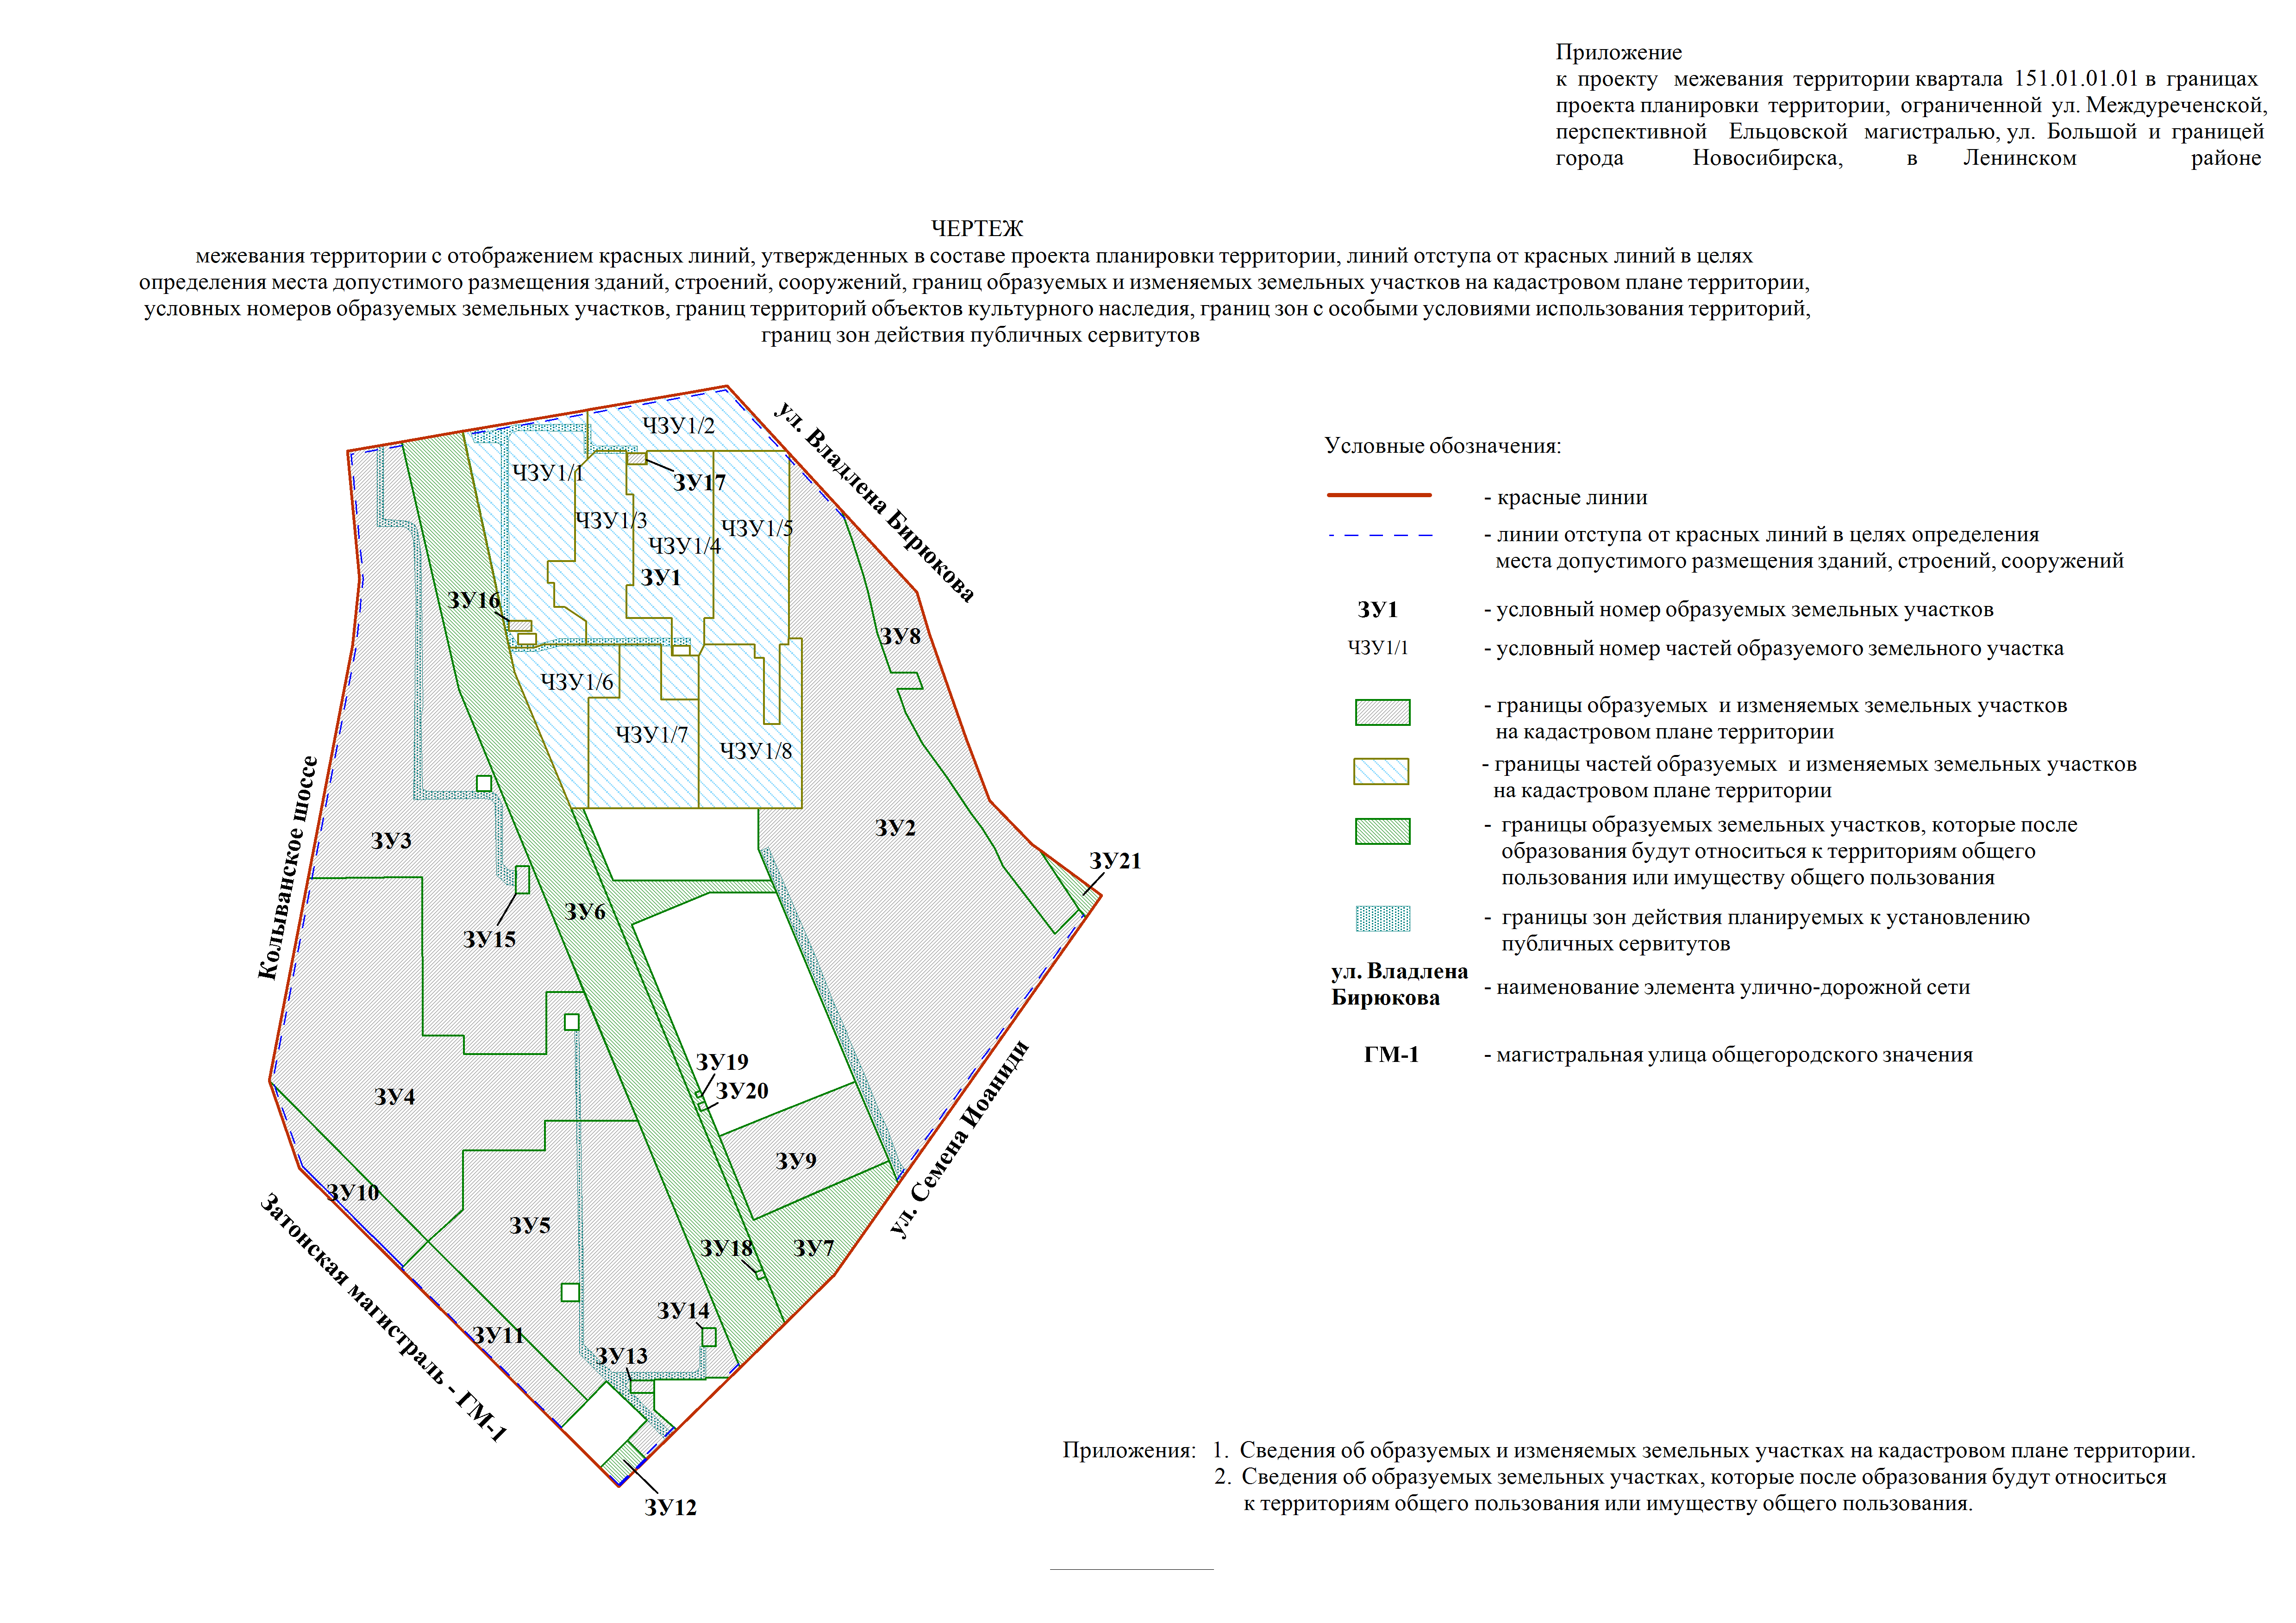 Приложение
к проекту межевания территории квартала 151.01.01.01 в границах
проекта планировки территории, ограниченной ул. Междуреченской,
перспективной Ельцовской магистралью, ул. Большой и границей
города Новосибирска, в Ленинском районе
ЧЕРТЕЖ
межевания территории с отображением красных линий, утвержденных в составе проекта планировки территории, линий отступа от красных линий в целях
определения места допустимого размещения зданий, строений, сооружений, границ образуемых и изменяемых земельных участков на кадастровом плане территории,
условных номеров образуемых земельных участков, границ территорий объектов культурного наследия, границ зон с особыми условиями использования территорий,
границ зон действия публичных сервитутов
ул. Владлена Бирюкова
ЧЗУ1/2
ЧЗУ1/1
ЗУ17
ЧЗУ1/3
ЧЗУ1/5
ЧЗУ1/4
ЗУ1
ЗУ16
ЗУ8
ЧЗУ1/6
ЧЗУ1/7
ЧЗУ1/8
Колыванское шоссе
ЗУ3
ЗУ2
ЗУ21
ЗУ6
ЗУ15
ЗУ19
ЗУ20
ЗУ4
ул. Семена Иоаниди
ЗУ9
ЗУ10
ЗУ5
ЗУ18
ЗУ7
Затонская магистраль - ГМ-1
ЗУ14
ЗУ11
ЗУ13
ЗУ12
Условные обозначения:
- красные линии
- линии отступа от красных линий в целях определения
места допустимого размещения зданий, строений, сооружений
ЗУ1 - условный номер образуемых земельных участков
ЧЗУ1/1 - условный номер частей образуемого земельного участка
- границы образуемых и изменяемых земельных участков
на кадастровом плане территории
- границы частей образуемых и изменяемых земельных участков
на кадастровом плане территории
- границы образуемых земельных участков, которые после
образования будут относиться к территориям общего
пользования или имуществу общего пользования
- границы зон действия планируемых к установлению
публичных сервитутов
ул. Владлена
Бирюкова - наименование элемента улично-дорожной сети
ГМ-1 - магистральная улица общегородского значения
Приложения: 1. Сведения об образуемых и изменяемых земельных участках на кадастровом плане территории.
2. Сведения об образуемых земельных участках, которые после образования будут относиться
к территориям общего пользования или имуществу общего пользования.